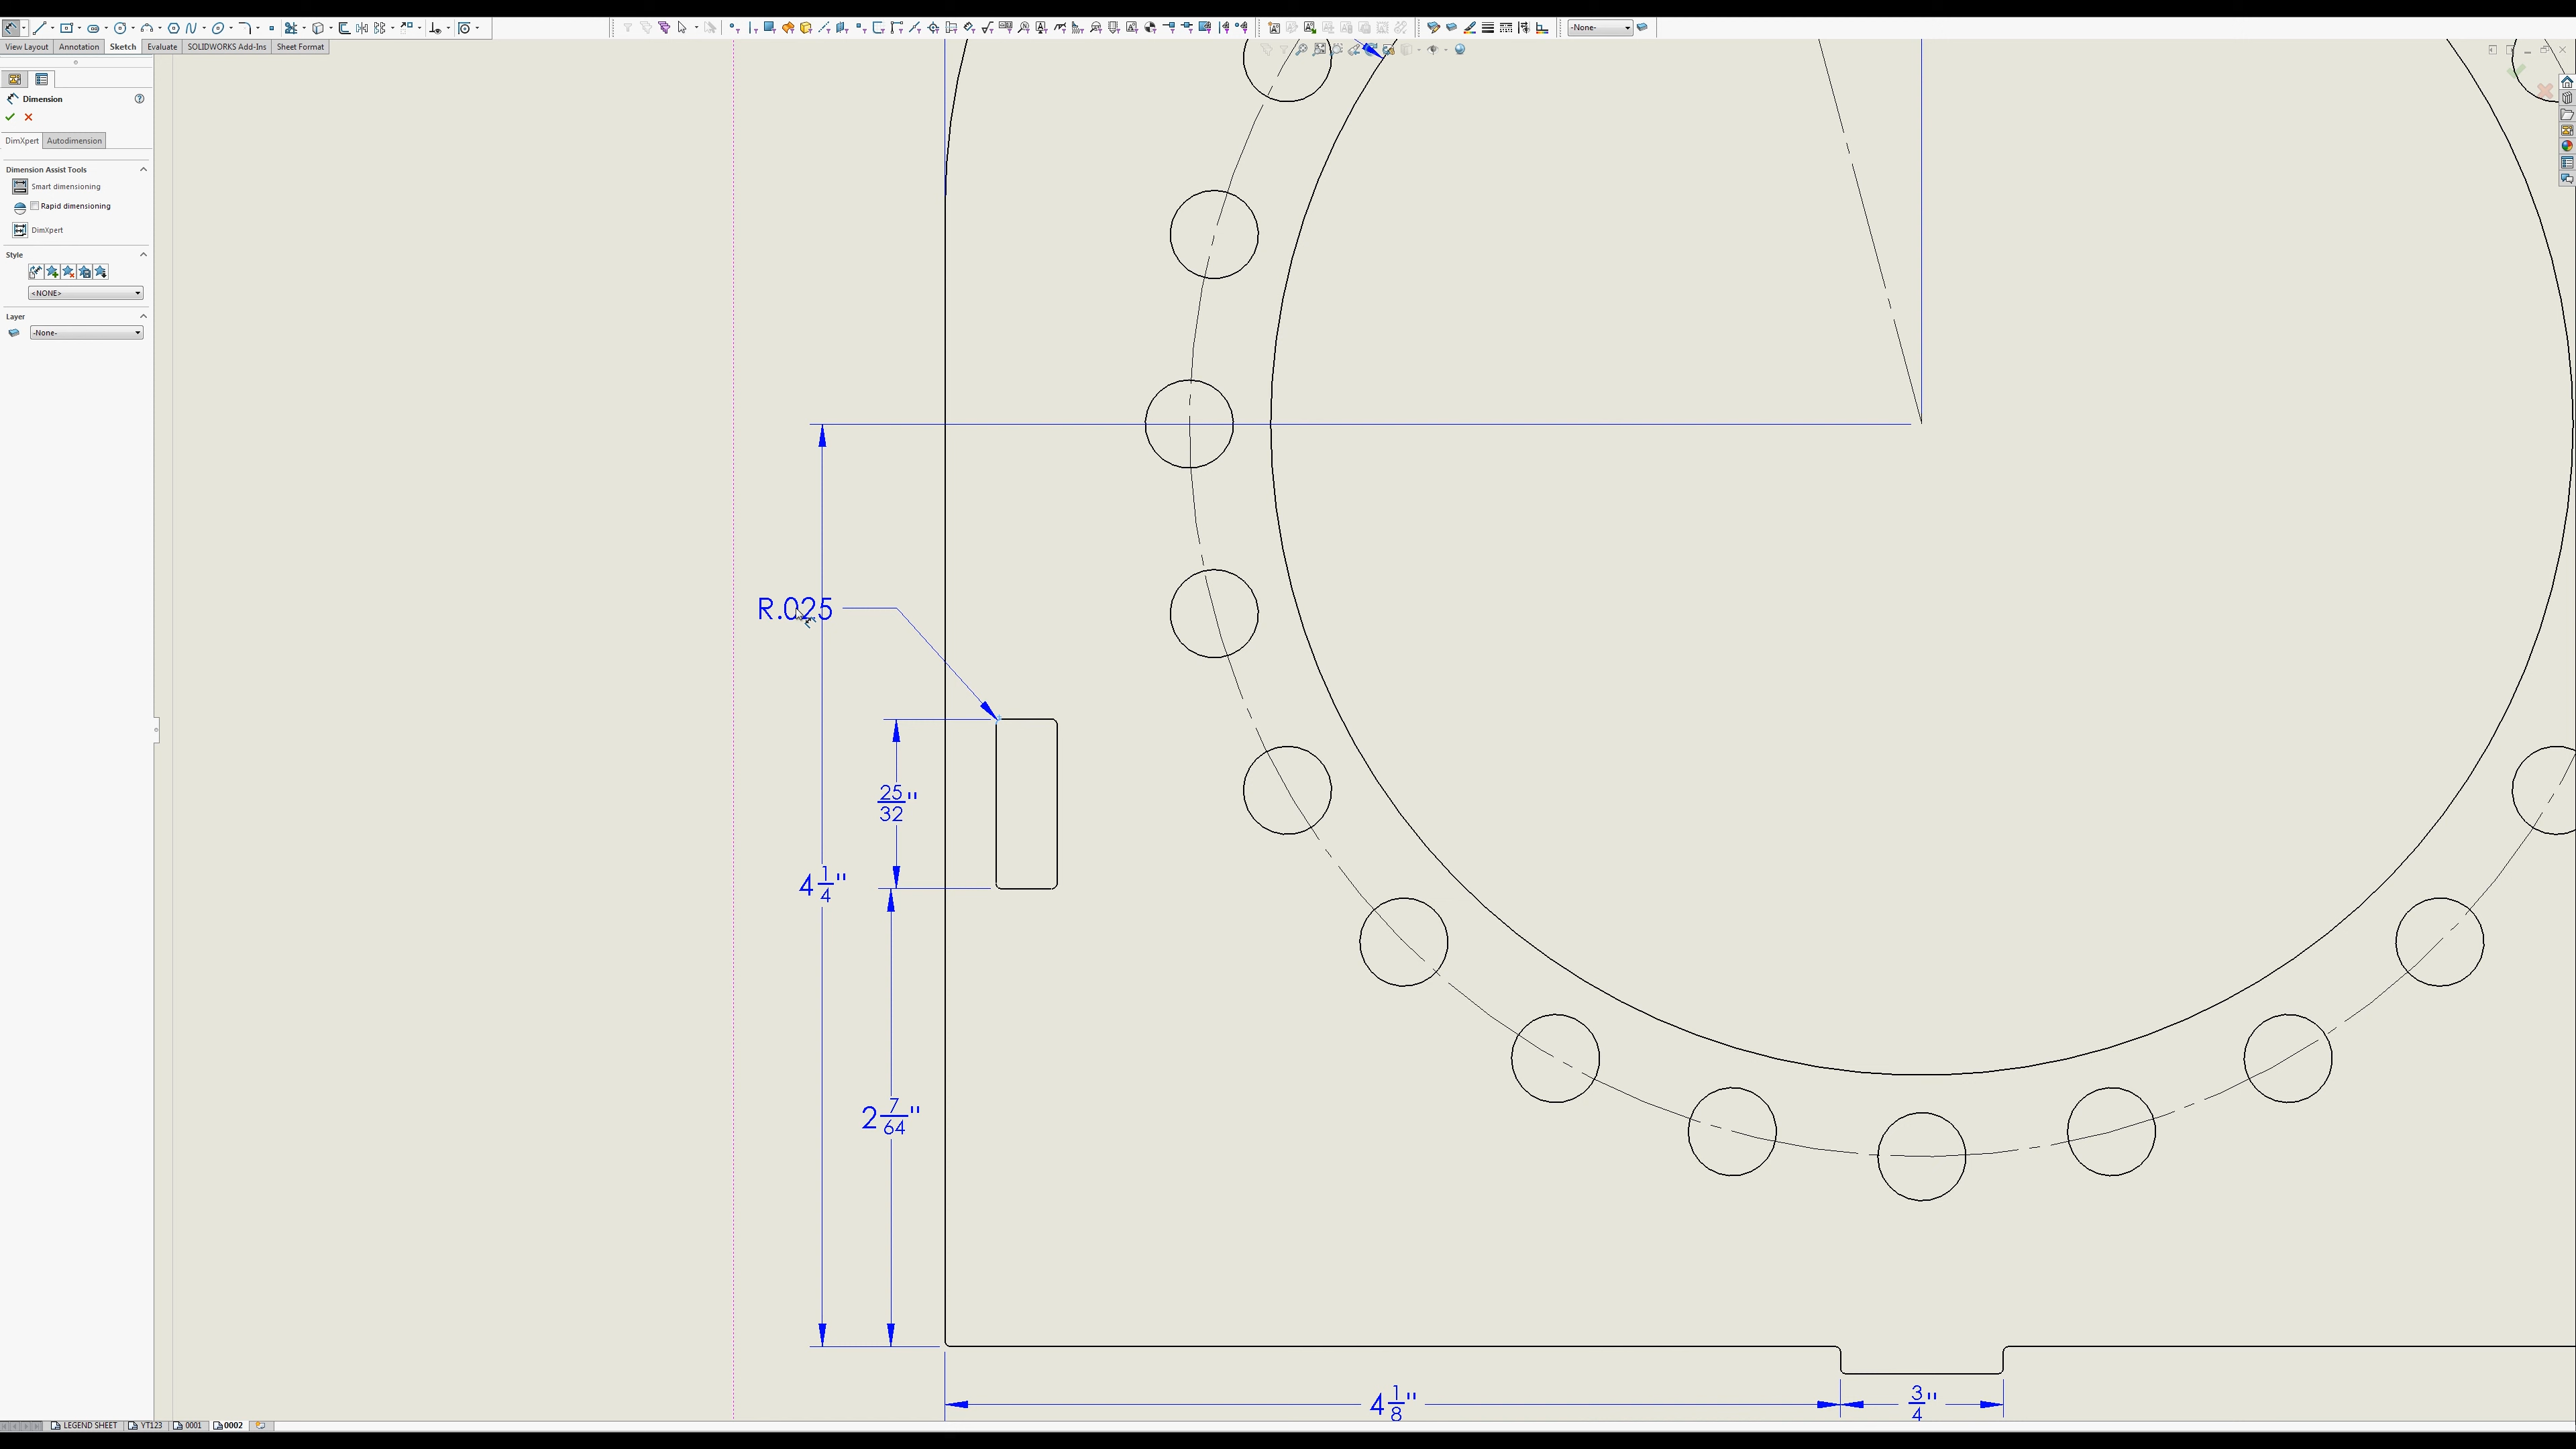 -None-
View Layout Annotation Sketch Evaluate SOLIDWORKS Add-Ins Sheet Format
Dimension
DimXpert Autodimension
Dimension Assist Tools
Smart dimensioning
Rapid dimensioning
DimXpert
Style
<NONE>
Layer
-None-
R.025
25/32"
4 1/4"
2 7/64"
4 1/8"
3/4"
LEGEND SHEET YT123 0001 0002